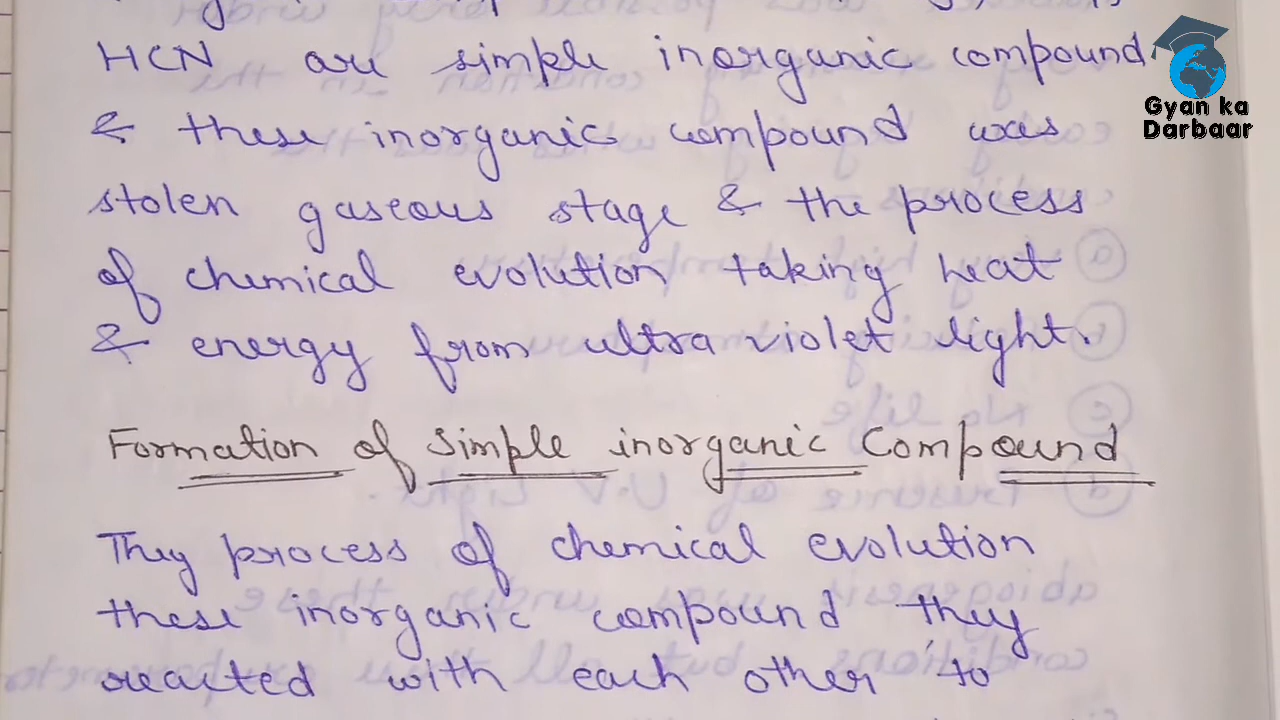 HCN are simple inorganic compound
& these inorganic compound was
stolen gaseous stage & the process
of chemical evolution taking heat
& energy from ultra violet light.
Formation of simple inorganic Compound
They process of chemical evolution
these inorganic compound they
reacted with each other to
Gyan ka
Darbaar